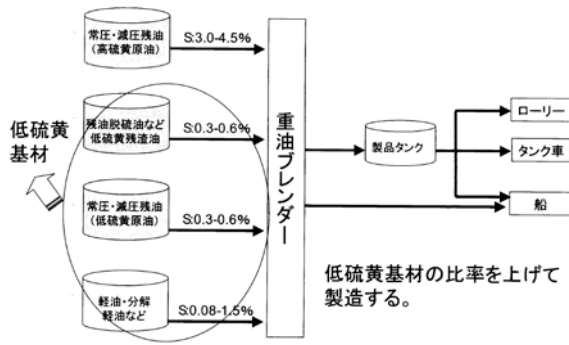 常圧・減圧残油
(高硫黄原油)
S:3.0-4.5%
低硫黄
基材
残油脱硫油など
低硫黄残渣油
S:0.3-0.6%
常圧・減圧残油
(低硫黄原油)
S:0.3-0.6%
軽油・分解
軽油など
S:0.08-1.5%
重油ブレンダー
製品タンク
ローリー
タンク車
船
低硫黄基材の比率を上げて
製造する。